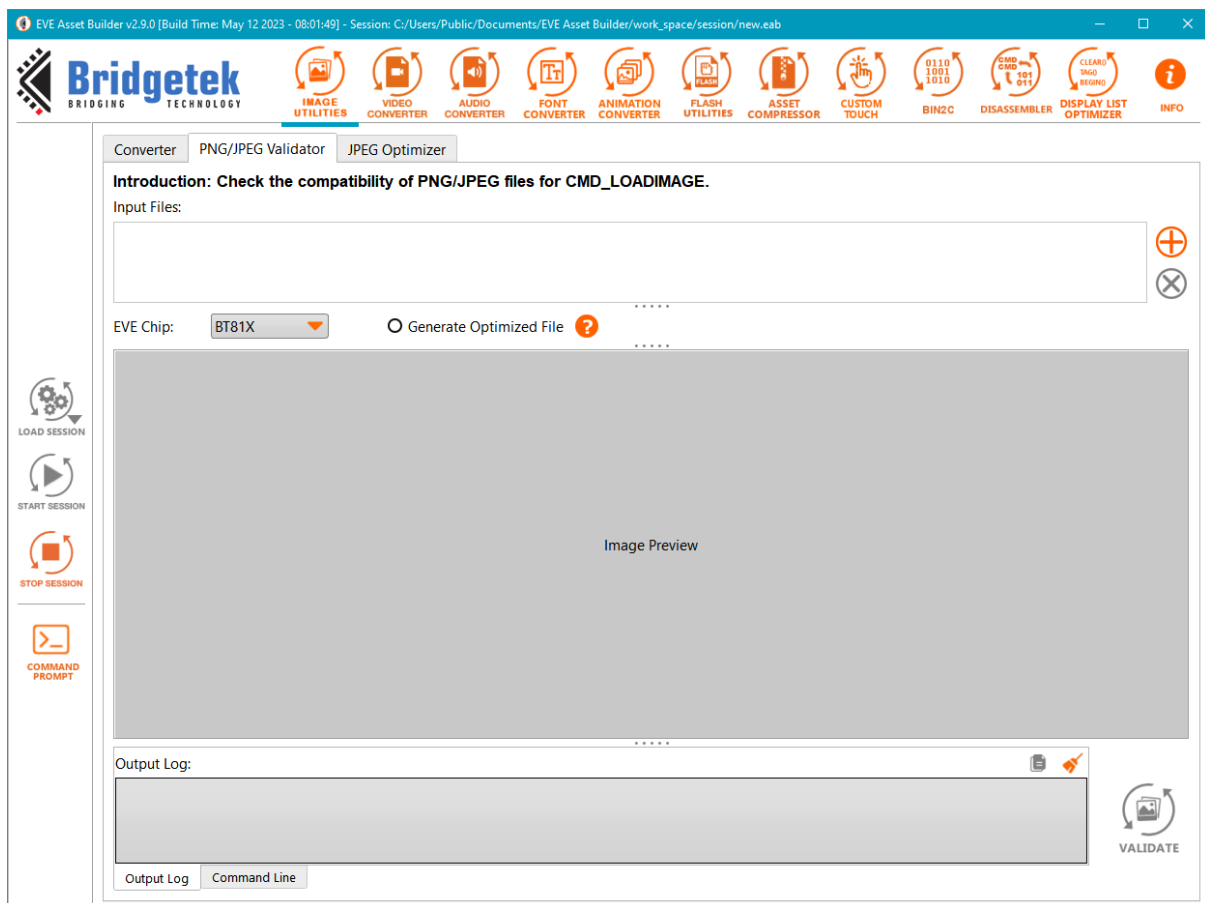 EVE Asset Builder v2.9.0 [Build Time: May 12 2023 - 08:01:49] - Session: C:/Users/Public/Documents/EVE Asset Builder/work_space/session/new.eab
Bridgetek
BRIDGING TECHNOLOGY
IMAGE UTILITIES
VIDEO CONVERTER
AUDIO CONVERTER
FONT CONVERTER
ANIMATION CONVERTER
FLASH
FLASH UTILITIES
ASSET COMPRESSOR
CUSTOM TOUCH
0110
1001
1010
BIN2C
CMD
CMD
101
011
DISASSEMBLER
CLEAR()
TAG()
BEGIN()
DISPLAY LIST OPTIMIZER
INFO
Converter PNG/JPEG Validator JPEG Optimizer
Introduction: Check the compatibility of PNG/JPEG files for CMD_LOADIMAGE.
Input Files:
EVE Chip: BT81X Generate Optimized File ?
LOAD SESSION
START SESSION
STOP SESSION
COMMAND PROMPT
Image Preview
Output Log:
VALIDATE
Output Log Command Line